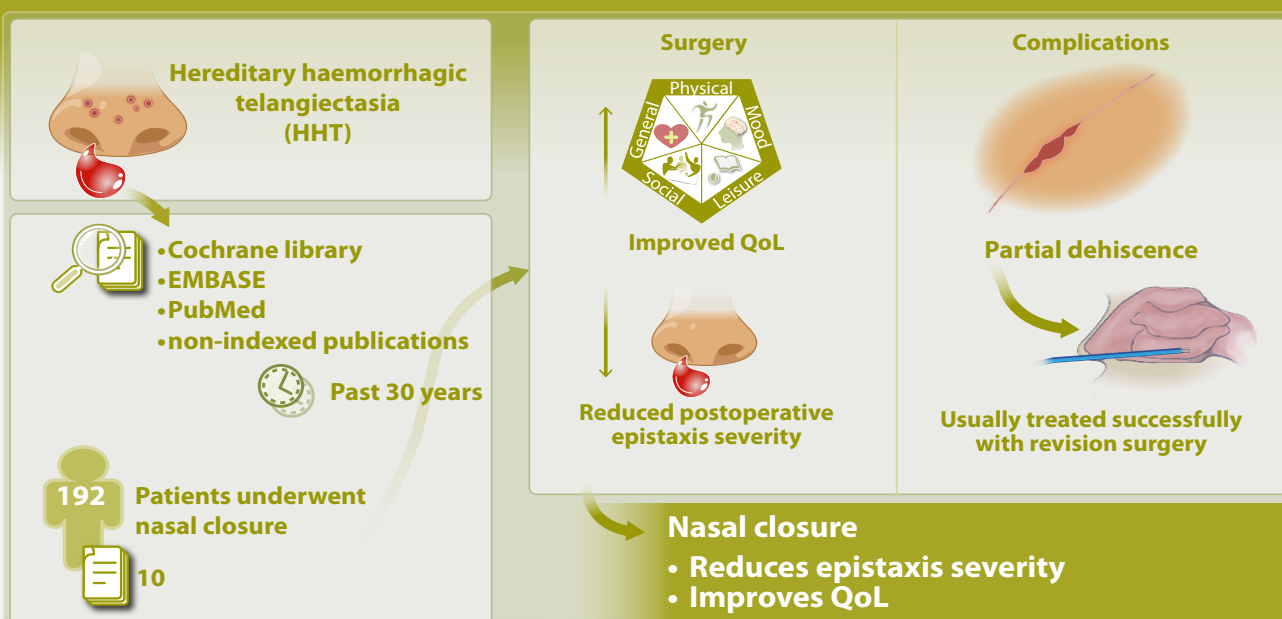 Hereditary haemorrhagic
telangiectasia
(HHT)
•Cochrane library
•EMBASE
•PubMed
•non-indexed publications
Past 30 years
192
Patients underwent
nasal closure
10
Surgery
Physical
General
Mood
Social
Leisure
Improved QoL
Reduced postoperative
epistaxis severity
Complications
Partial dehiscence
Usually treated successfully
with revision surgery
Nasal closure
• Reduces epistaxis severity
• Improves QoL